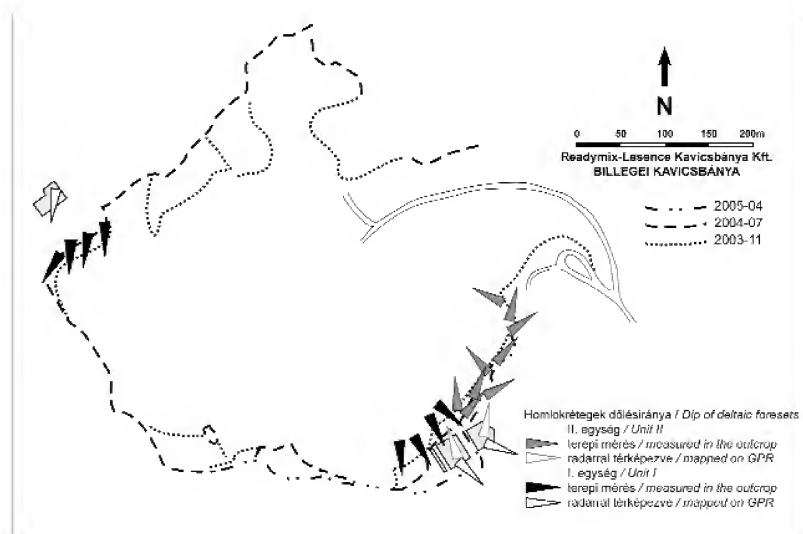 N
0 50 100 150 200m
Readymix-Lesence Kavicsbánya Kft.
BILLEGEI KAVICSBÁNYA
2005-04
2004-07
2003-11
Homlokrétegek dőlésiránya / Dip of deltaic foresets
II. egység / Unit II
terepi mérés / measured in the outcrop
radarral térképezve / mapped on GPR
I. egység / Unit I
terepi mérés / measured in the outcrop
radarral térképezve / mapped on GPR